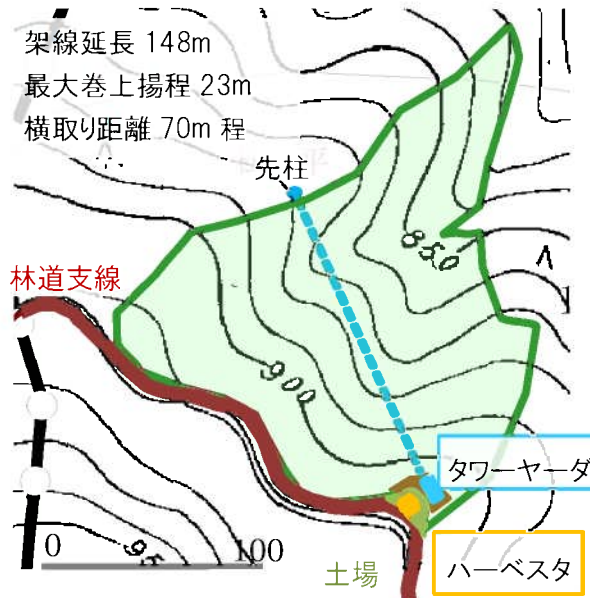 架線延長 148m
最大巻上揚程 23m
横取り距離 70m 程
先柱
850
林道支線
900
タワーヤーダ
0 100
土場
ハーベスタ